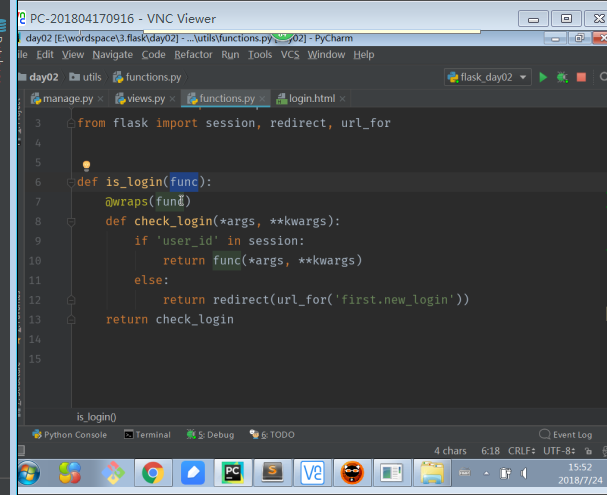 PC-201804170916 - VNC Viewer
day02 [E:\wordspace\3.flask\day02] - ...\utils\functions.py [day02] - PyCharm
ile Edit View Navigate Code Refactor Run Tools VCS Window Help
day02 utils functions.py flask_day02
manage.py views.py functions.py login.html
3 from flask import session, redirect, url_for
4
5
6 def is_login(func):
7 @wraps(func)
8 def check_login(*args, **kwargs):
9 if 'user_id' in session:
10 return func(*args, **kwargs)
11 else:
12 return redirect(url_for('first.new_login'))
13 return check_login
14
15
is_login()
Python Console Terminal 5: Debug 6: TODO Event Log
4 chars 6:18 CRLF÷ UTF-8÷
15:52
2018/7/24